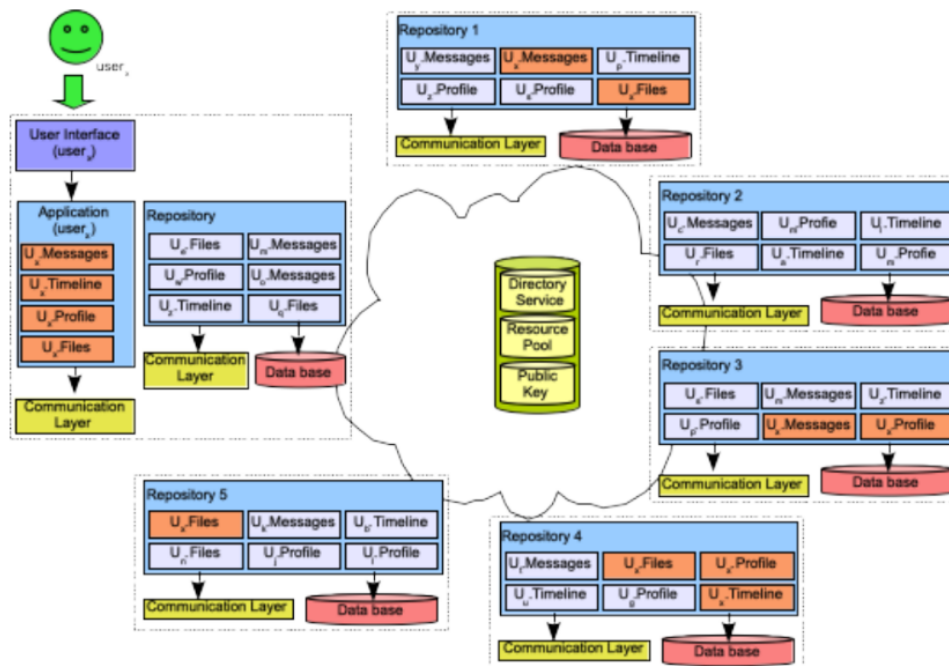 user
User Interface
(user
Application
(user
U.Messages
U.Timeline
U.Profile
U.Files
Communication
Layer
Repository
U.Files
U.Messages
U.Profile
U.Messages
U.Timeline
U.Files
Communication
Layer
Data base
Repository 1
U.Messages
U.Messages
U.Timeline
U.Profile
U.Profile
U.Files
Communication Layer
Data base
Directory
Service
Resource
Pool
Public
Key
Repository 2
U.Messages
U.Profie
U.Timeline
U.Files
U.Timeline
U.Profie
Communication Layer
Data base
Repository 3
U.Files
U.Messages
U.Timeline
U.Profile
U.Messages
U.Profile
Communication Layer
Data base
Repository 5
U.Files
U.Messages
U.Timeline
U.Files
U.Profile
U.Profile
Communication Layer
Data base
Repository 4
U.Messages
U.Files
U.Profile
U.Timeline
U.Profile
U.Timeline
Communication Layer
Data base